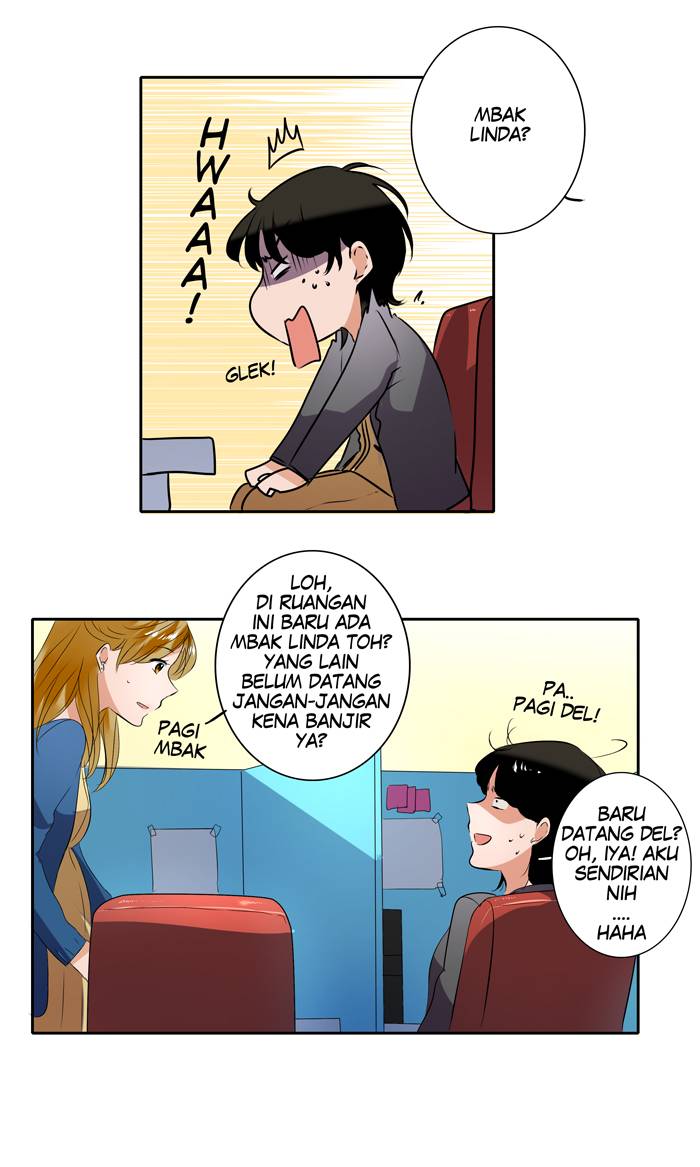 MBAK
LINDA?
HWAAA!
GLEK!
LOH,
DI RUANGAN
INI BARU ADA
MBAK LINDA TOH?
YANG LAIN
BELUM DATANG
JANGAN-JANGAN
KENA BANJIR
YA?
PAGI
MBAK
PA..
PAGI DEL!
BARU
DATANG DEL?
OH, IYA! AKU
SENDIRIAN
NIH
....
HAHA